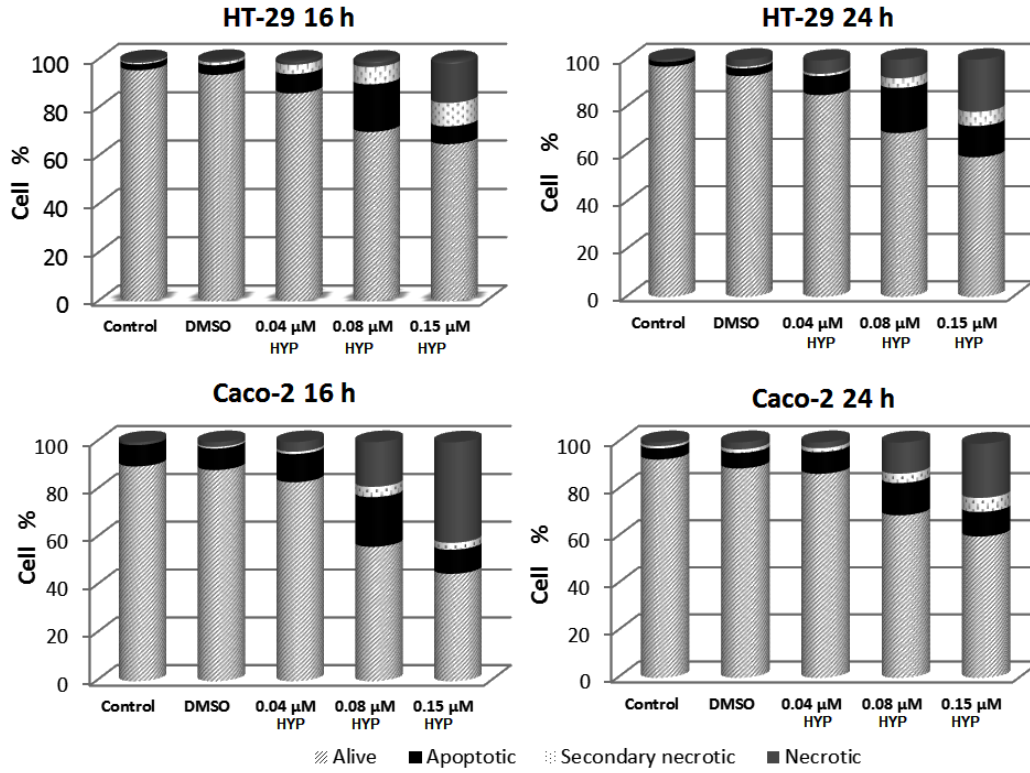 HT-29 16 h
Cell %
100
80
60
40
20
0
Control DMSO 0.04 µM 0.08 µM 0.15 µM
HYP HYP HYP
HT-29 24 h
Cell %
100
80
60
40
20
0
Control DMSO 0.04 µM 0.08 µM 0.15 µM
HYP HYP HYP
Caco-2 16 h
Cell %
100
80
60
40
20
0
Control DMSO 0.04 µM 0.08 µM 0.15 µM
HYP HYP HYP
Caco-2 24 h
Cell %
100
80
60
40
20
0
Control DMSO 0.04 µM 0.08 µM 0.15 µM
HYP HYP HYP
Alive Apoptotic Secondary necrotic Necrotic